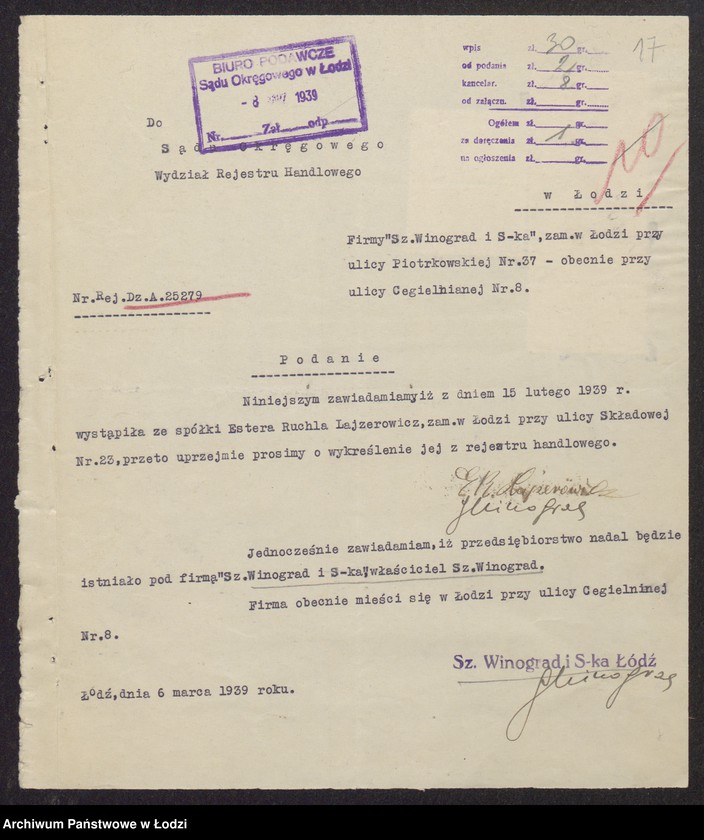 17
BIURO PODAWCZE
Sądu Okręgowego w Łodzi
- 8 1939
Nr. Zał odp
wpis zł. 30 gr.
od podania zł. 2 gr.
kancelar. zł. 8 gr.
od załączn. zł. gr.
Ogółem zł. gr.
za doręczenia zł. 1 gr.
na ogłoszenia zł. gr.
Do
Sądu Okręgowego
Wydział Rejestru Handlowego
w Łodzi
Firmy"Sz.Winograd i S-ka",zam.w Łodzi przy
ulicy Piotrkowskiej Nr.37 - obecnie przy
ulicy Cegielnianej Nr.8.
Nr.Rej.Dz.A.25279
Podanie
Niniejszym zawiadamiamyiż z dniem 15 lutego 1939 r.
wystąpiła ze spółki Estera Ruchla Lajzerowicz,zam.w Łodzi przy ulicy Składowej
Nr.23,przeto uprzejmie prosimy o wykreślenie jej z rejestru handlowego.
E.R. Lajzerowicz
Winograd
Jednocześnie zawiadamiam,iż przedsiębiorstwo nadal będzie
istniało pod firmą"Sz.Winograd i S-ka"właściciel Sz.Winograd.
Firma obecnie mieści się w Łodzi przy ulicy Cegielninej
Nr.8.
Sz. Winograd i S-ka Łódź
Winograd
Łódź,dnia 6 marca 1939 roku.
Archiwum Państwowe w Łodzi